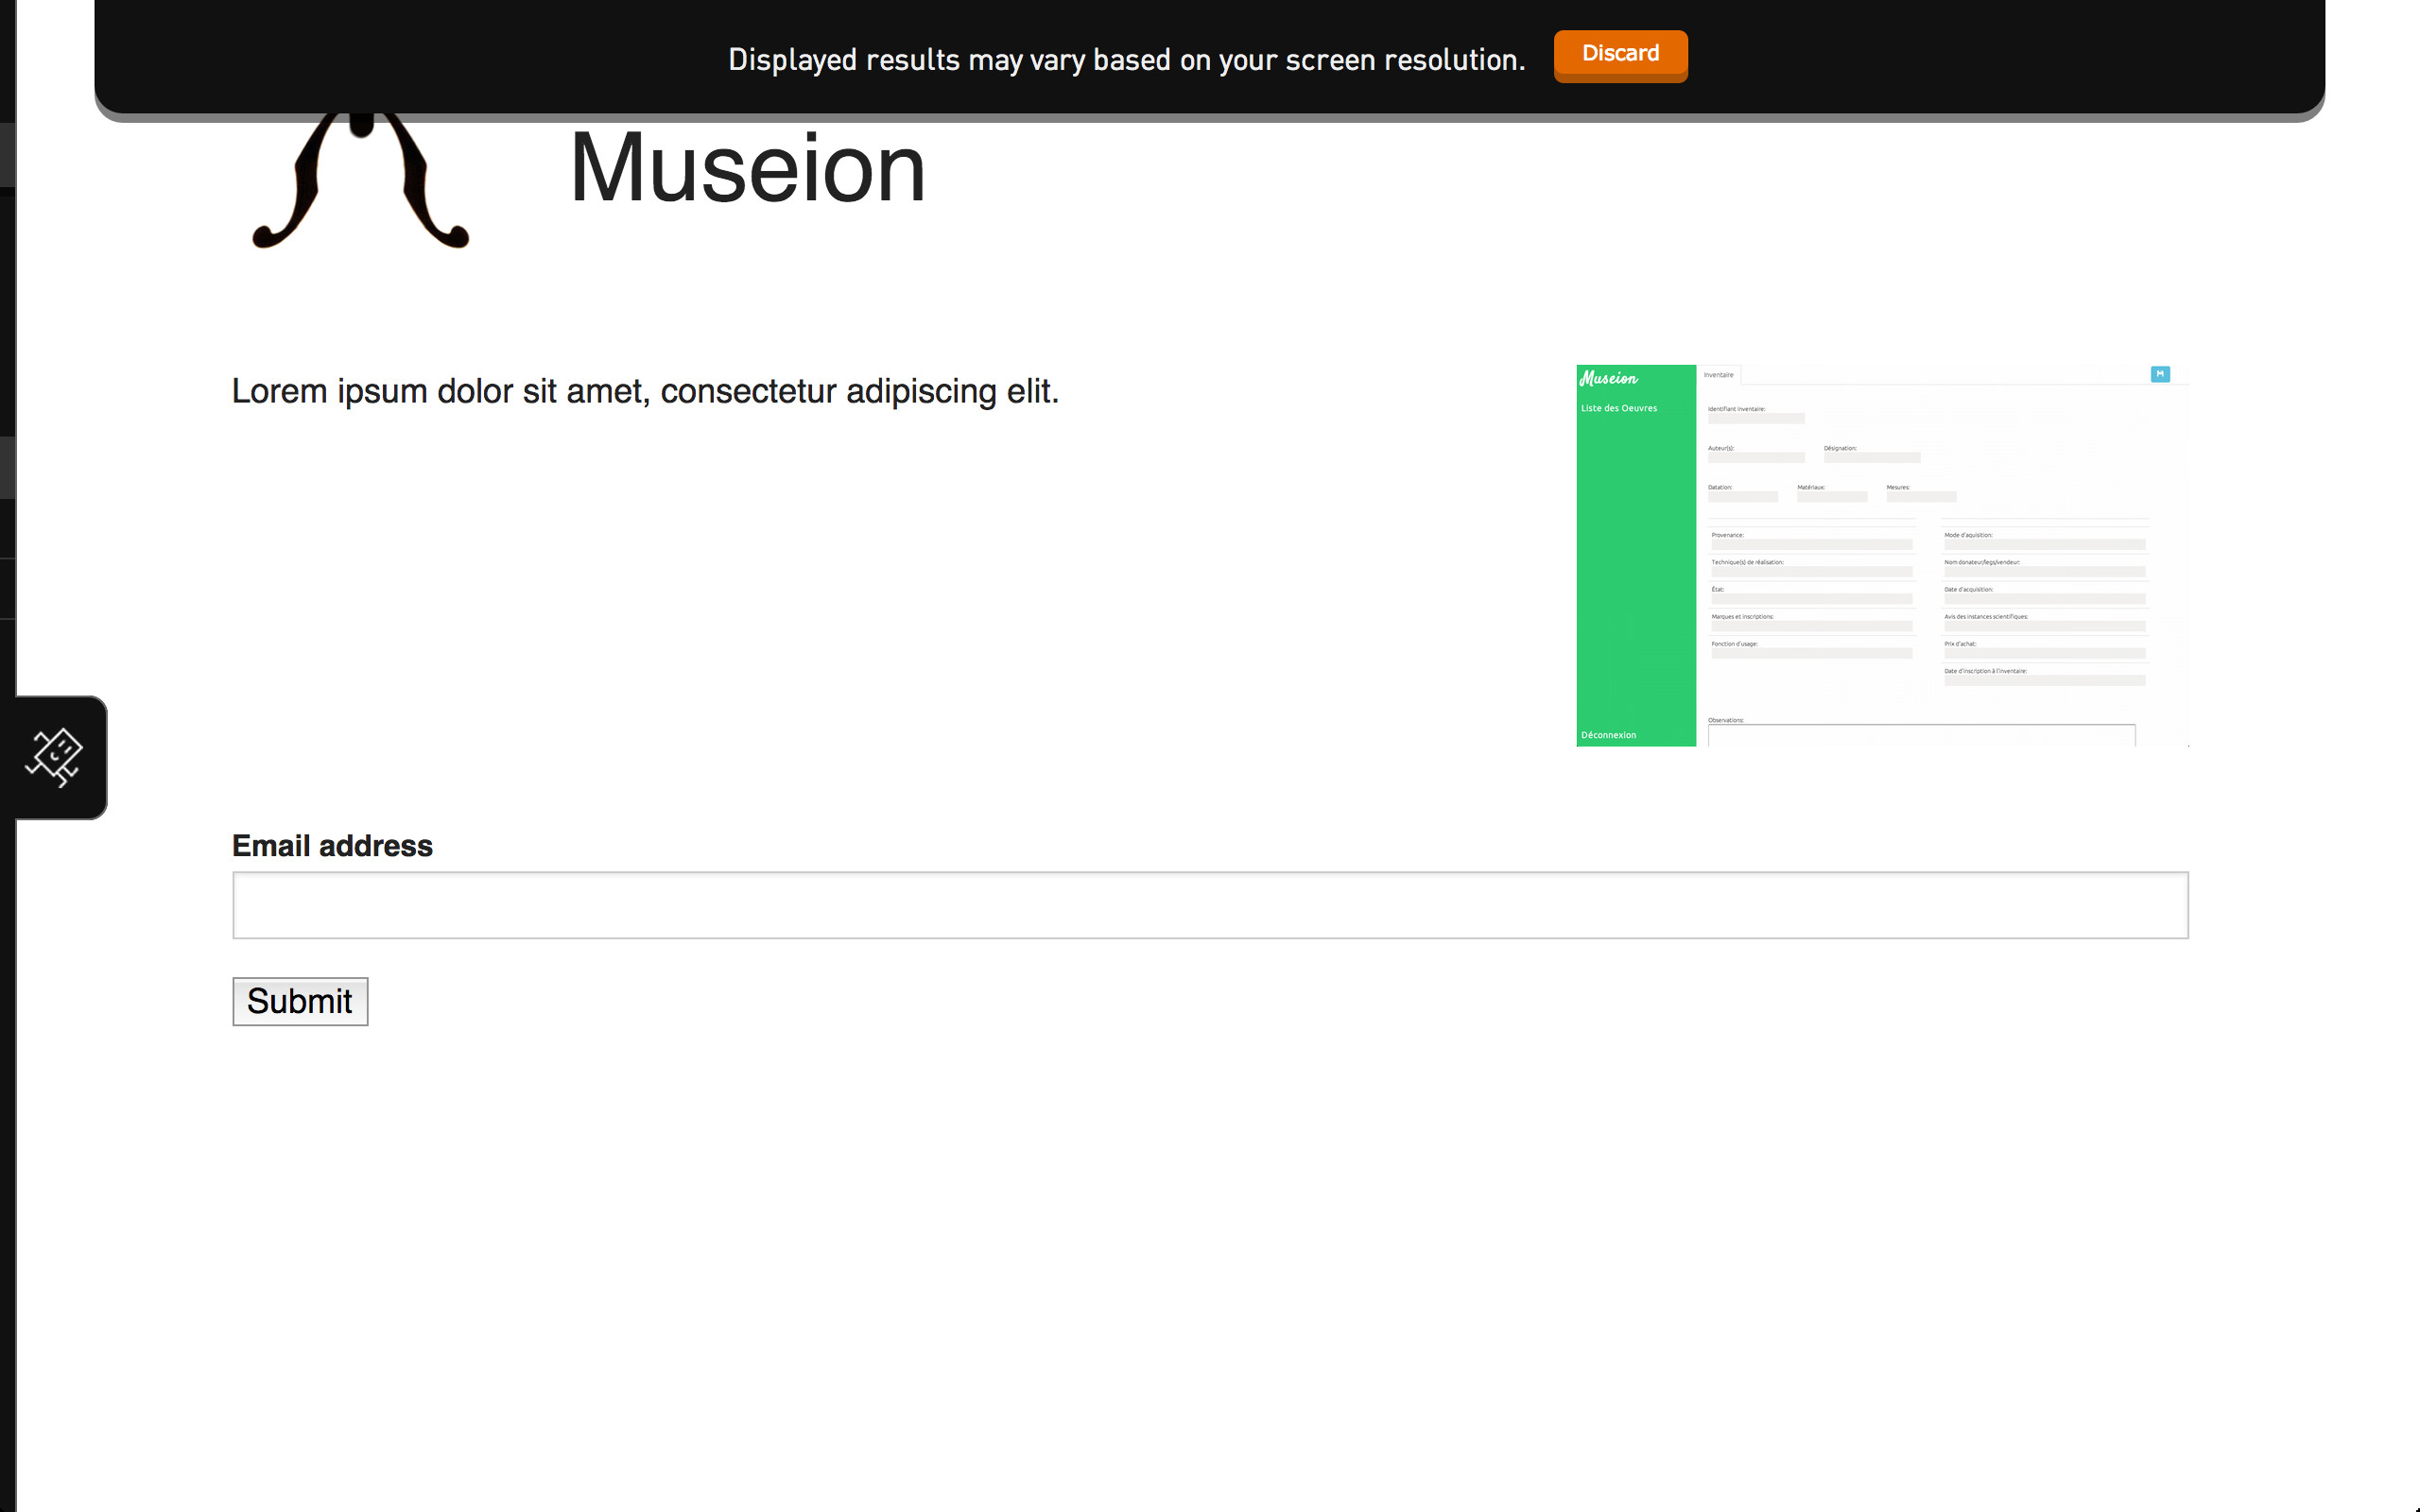 Displayed results may vary based on your screen resolution.
Discard
Museion
Lorem ipsum dolor sit amet, consectetur adipiscing elit.
Museion
Inventaire
M
Liste des Oeuvres
Identifiant Inventaire:
Auteur(s):
Désignation:
Datation:
Matériaux:
Mesures:
Provenance:
Mode d'aquisition:
Technique(s) de réalisation:
Nom donateur/legs/vendeur:
État:
Date d'acquisition:
Marques et inscriptions:
Avis des instances scientifiques:
Fonction d'usage:
Prix d'achat:
Date d'inscription à l'inventaire:
Observations:
Déconnexion
Email address
Submit